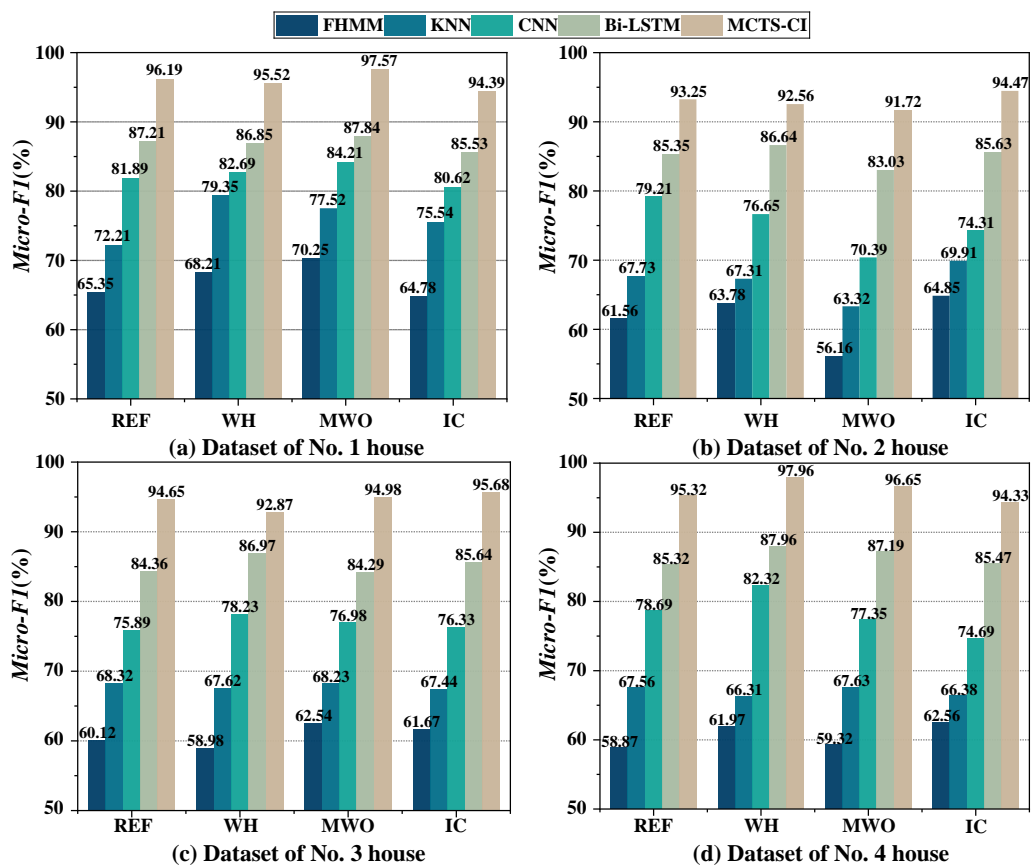 FHMM KNN CNN Bi-LSTM MCTS-CI
Micro-F1(%)
100
90
80
70
60
50
65.35 72.21 81.89 87.21 96.19
68.21 79.35 82.69 86.85 95.52
70.25 77.52 84.21 87.84 97.57
64.78 75.54 80.62 85.53 94.39
REF WH MWO IC
(a) Dataset of No. 1 house
Micro-F1(%)
100
90
80
70
60
50
61.56 67.73 79.21 85.35 93.25
63.78 67.31 76.65 86.64 92.56
56.16 63.32 70.39 83.03 91.72
64.85 69.91 74.31 85.63 94.47
REF WH MWO IC
(b) Dataset of No. 2 house
Micro-F1(%)
100
90
80
70
60
50
60.12 68.32 75.89 84.36 94.65
58.98 67.62 78.23 86.97 92.87
62.54 68.23 76.98 84.29 94.98
61.67 67.44 76.33 85.64 95.68
REF WH MWO IC
(c) Dataset of No. 3 house
Micro-F1(%)
100
90
80
70
60
50
58.87 67.56 78.69 85.32 95.32
61.97 66.31 82.32 87.96 97.96
59.32 67.63 77.35 87.19 96.65
62.56 66.38 74.69 85.47 94.33
REF WH MWO IC
(d) Dataset of No. 4 house